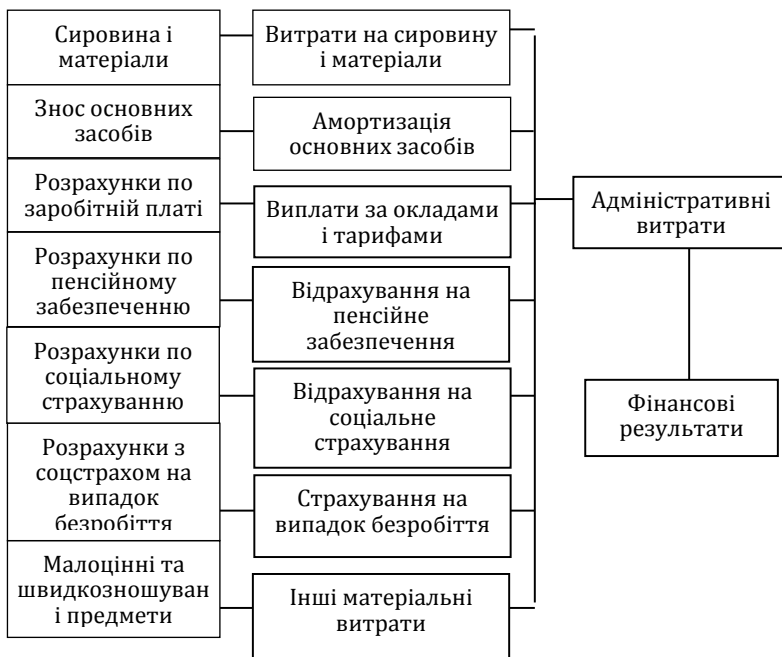 Сировина і
матеріали
Витрати на сировину
і матеріали
Знос основних
засобів
Амортизація
основних засобів
Розрахунки по
заробітній платі
Виплати за окладами
і тарифами
Адміністративні
витрати
Розрахунки по
пенсійному
забезпеченню
Відрахування на
пенсійне
забезпечення
Розрахунки по
соціальному
страхуванню
Відрахування на
соціальне
страхування
Фінансові
результати
Розрахунки з
соцстрахом на
випадок
безробіття
Страхування на
випадок безробіття
Малоцінні та
швидкозношуван
і предмети
Інші матеріальні
витрати